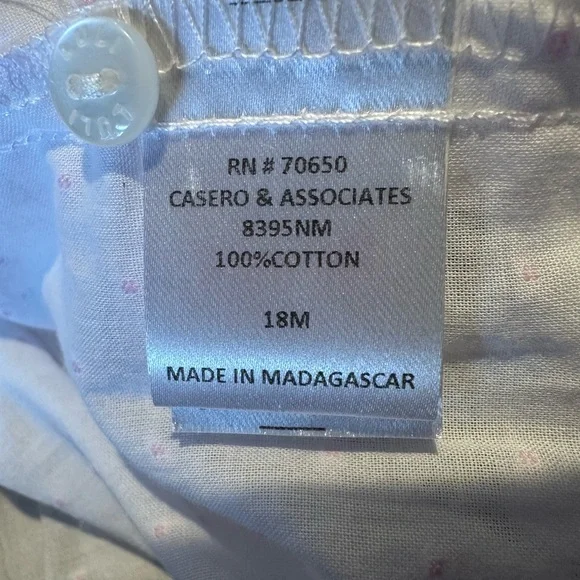 RN # 70650
CASERO & ASSOCIATES
8395NM
100%COTTON
18M
MADE IN MADAGASCAR